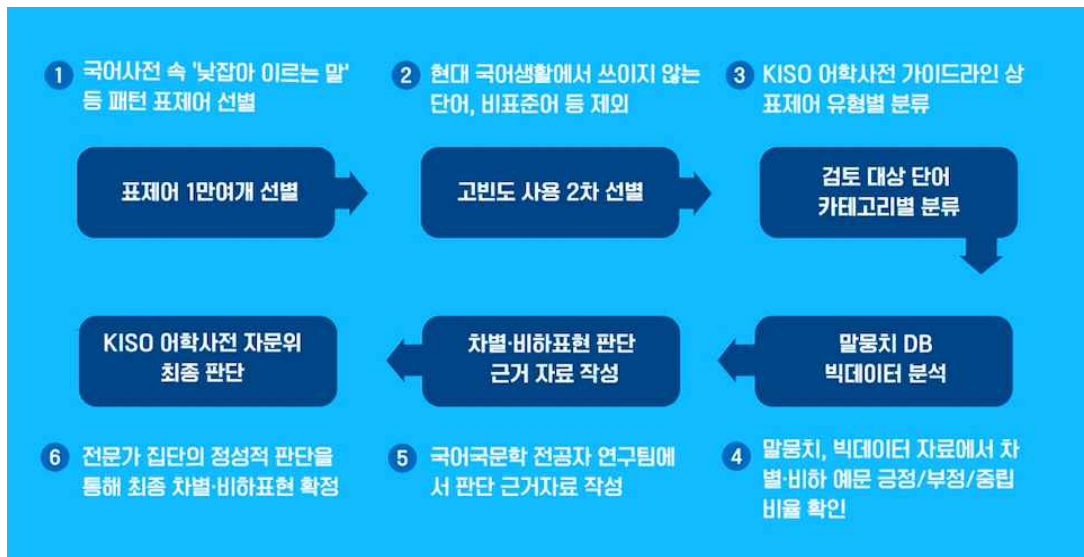 1 국어사전 속 '낮잡아 이르는 말'
등 패턴 표제어 선별
표제어 1만여개 선별
2 현대 국어생활에서 쓰이지 않는
단어, 비표준어 등 제외
고빈도 사용 2차 선별
3 KISO 어학사전 가이드라인 상
표제어 유형별 분류
검토 대상 단어
카테고리별 분류
말뭉치 DB
빅데이터 분석
4 말뭉치, 빅데이터 자료에서 차
별·비하 예문 긍정/부정/중립
비율 확인
차별·비하표현 판단
근거 자료 작성
5 국어국문학 전공자 연구팀에
서 판단 근거자료 작성
KISO 어학사전 자문위
최종 판단
6 전문가 집단의 정성적 판단을
통해 최종 차별·비하표현 확정